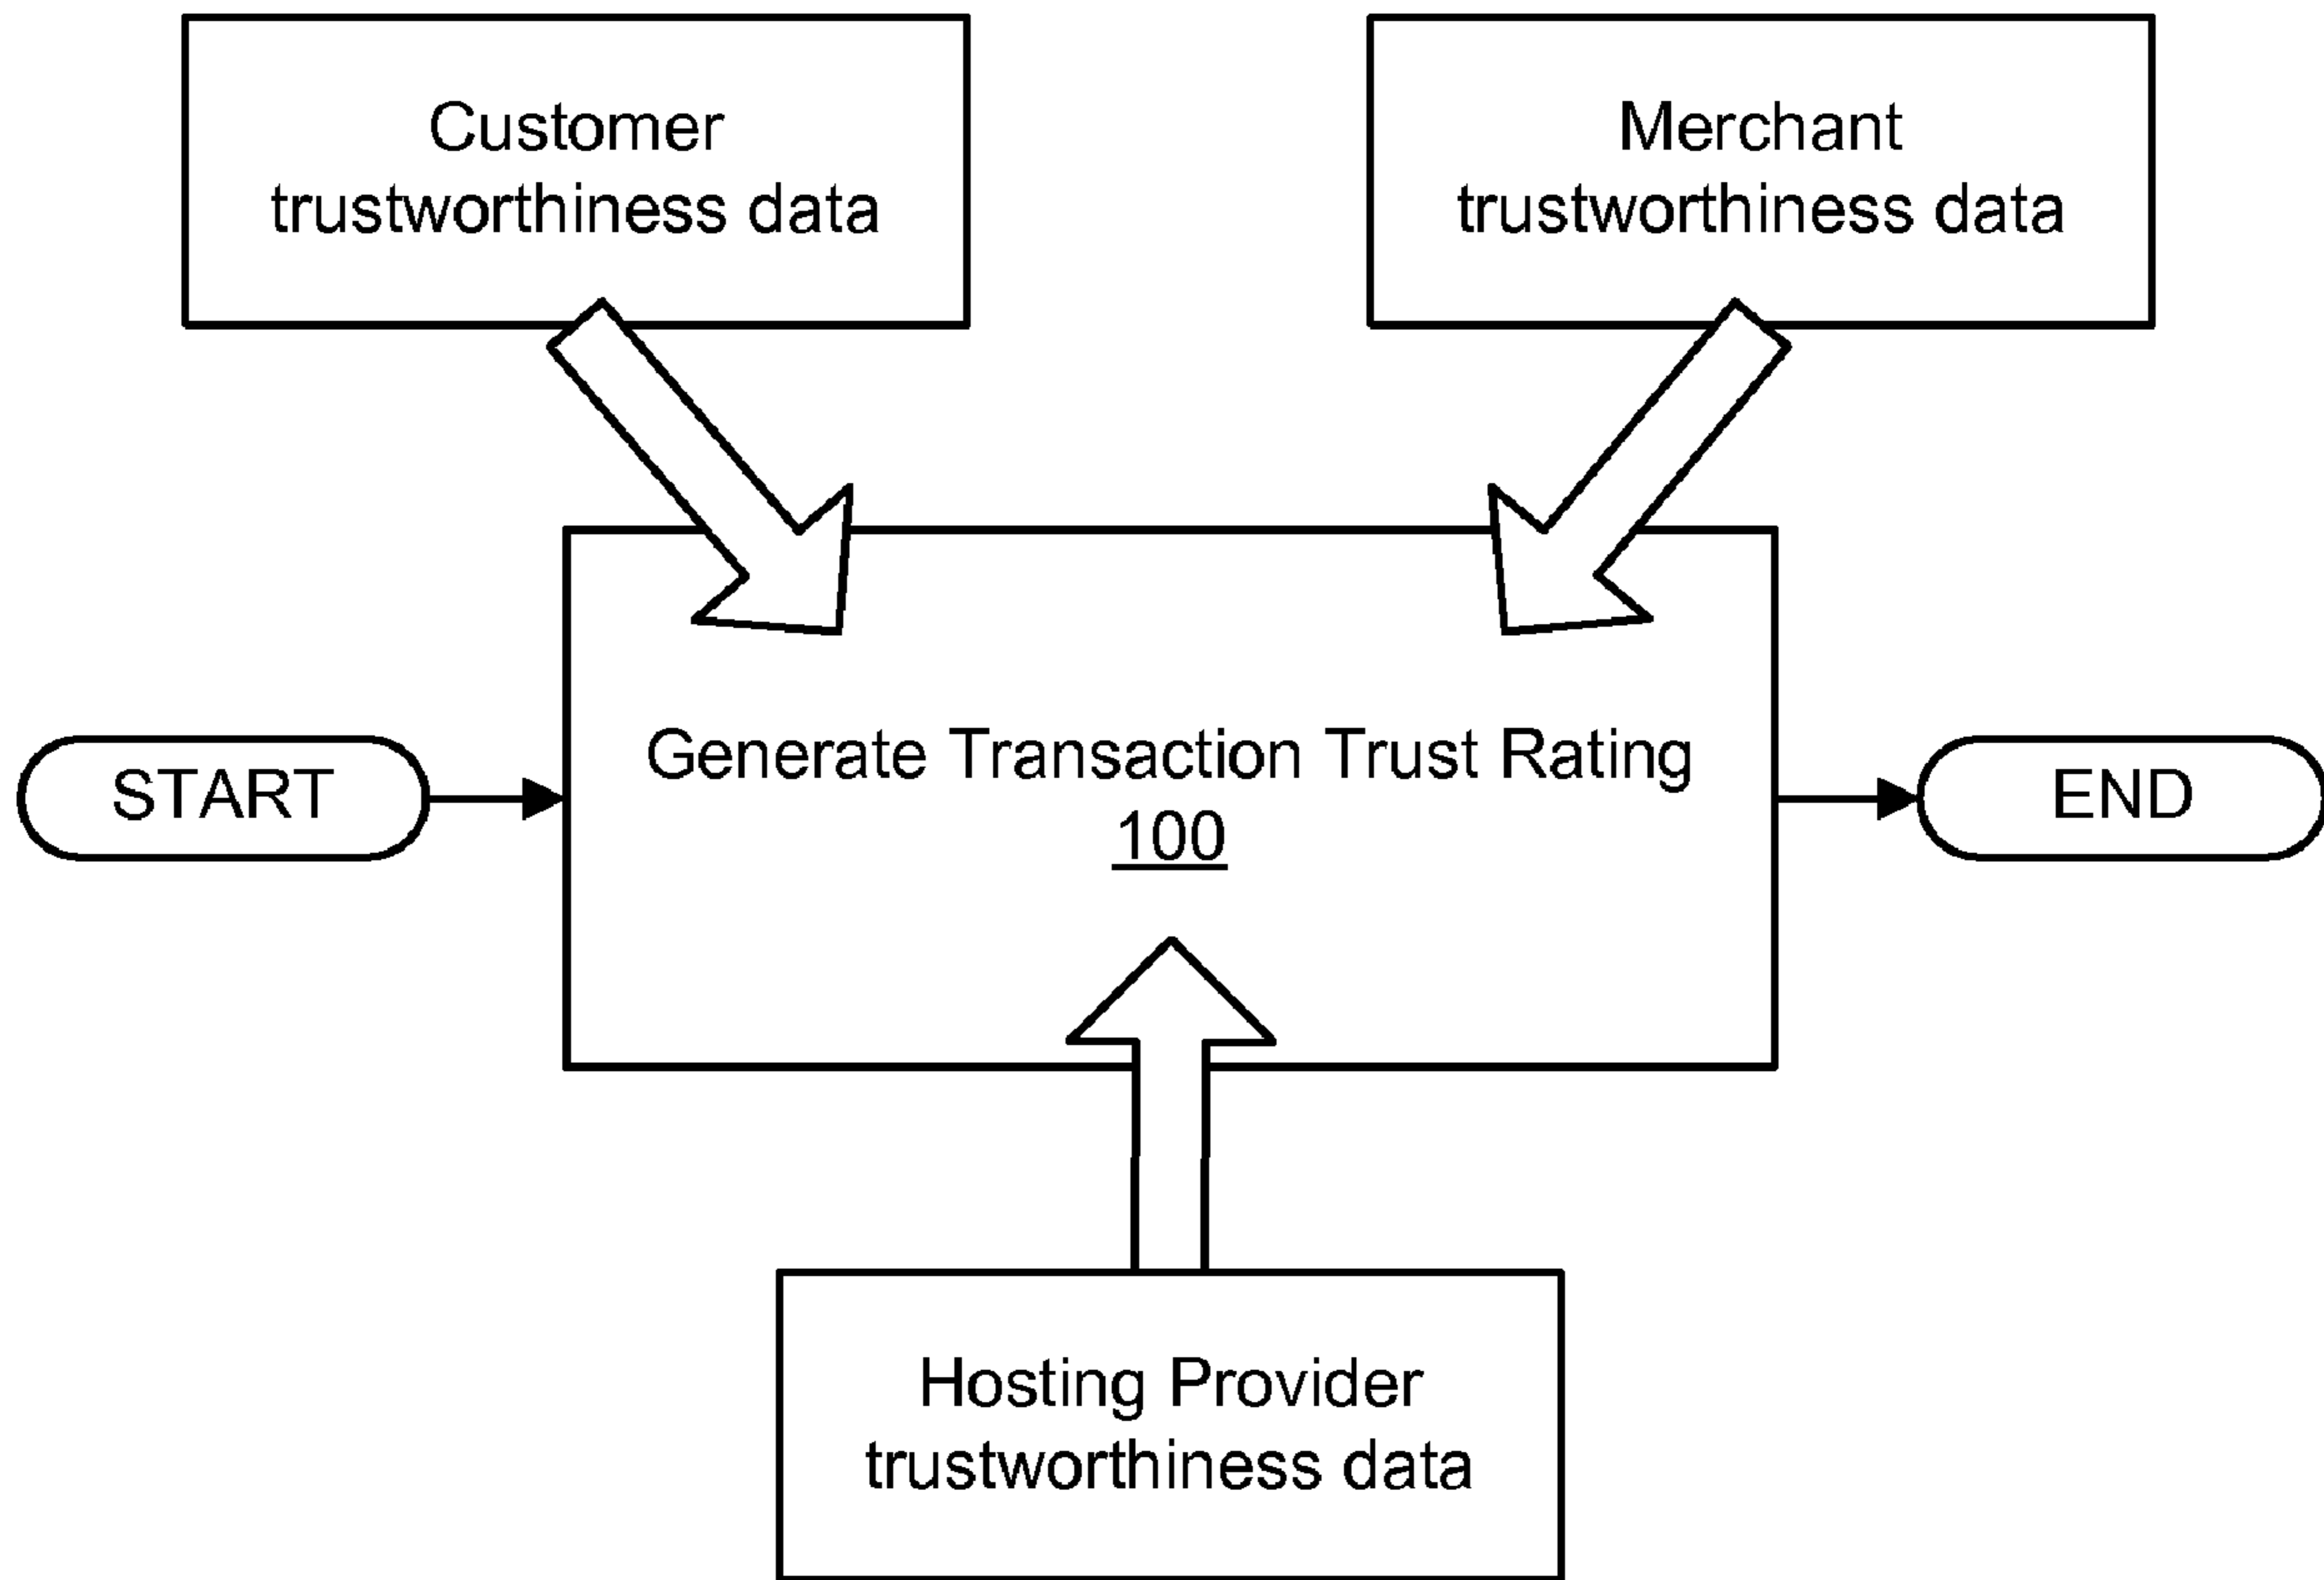 Customer
trustworthiness data
Merchant
trustworthiness data
START
Generate Transaction Trust Rating
100
END
Hosting Provider
trustworthiness data